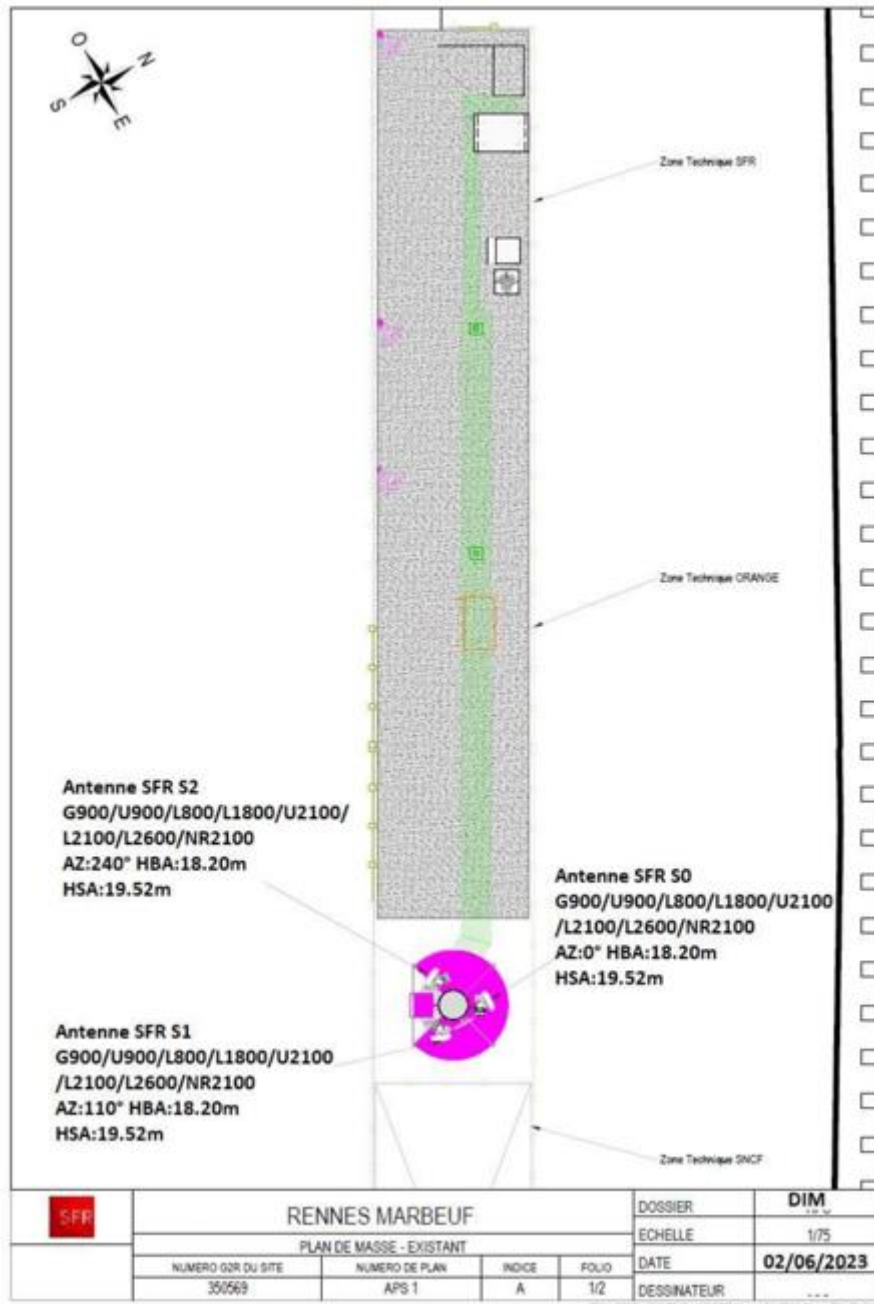 O
N
S
E
Zone Technique SFR
Zone Technique ORANGE
Antenne SFR S2
G900/U900/L800/L1800/U2100/
L2100/L2600/NR2100
AZ:240° HBA:18.20m
HSA:19.52m
Antenne SFR S0
G900/U900/L800/L1800/U2100
/L2100/L2600/NR2100
AZ:0° HBA:18.20m
HSA:19.52m
Antenne SFR S1
G900/U900/L800/L1800/U2100
/L2100/L2600/NR2100
AZ:110° HBA:18.20m
HSA:19.52m
Zone Technique SNCF
SFR
RENNES MARBEUF
PLAN DE MASSE - EXISTANT
NUMERO G2R DU SITE
NUMERO DE PLAN
INDICE
FOLIO
350569
APS 1
A
1/2
DOSSIER
DIM
ECHELLE
1/75
DATE
02/06/2023
DESSINATEUR
---